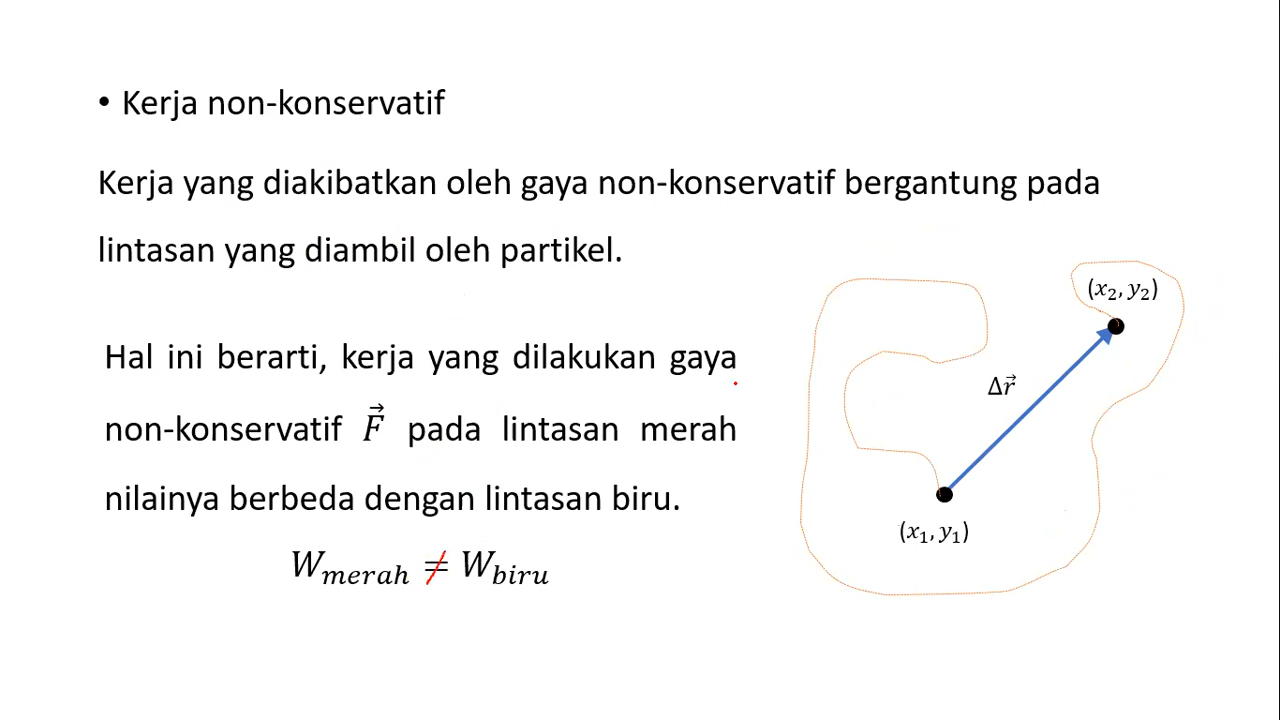 • Kerja non-konservatif
Kerja yang diakibatkan oleh gaya non-konservatif bergantung pada
lintasan yang diambil oleh partikel.
Hal ini berarti, kerja yang dilakukan gaya
non-konservatif F⃗ pada lintasan merah
nilainya berbeda dengan lintasan biru.
W_merah ≠ W_biru
(x₂, y₂)
Δr⃗
(x₁, y₁)